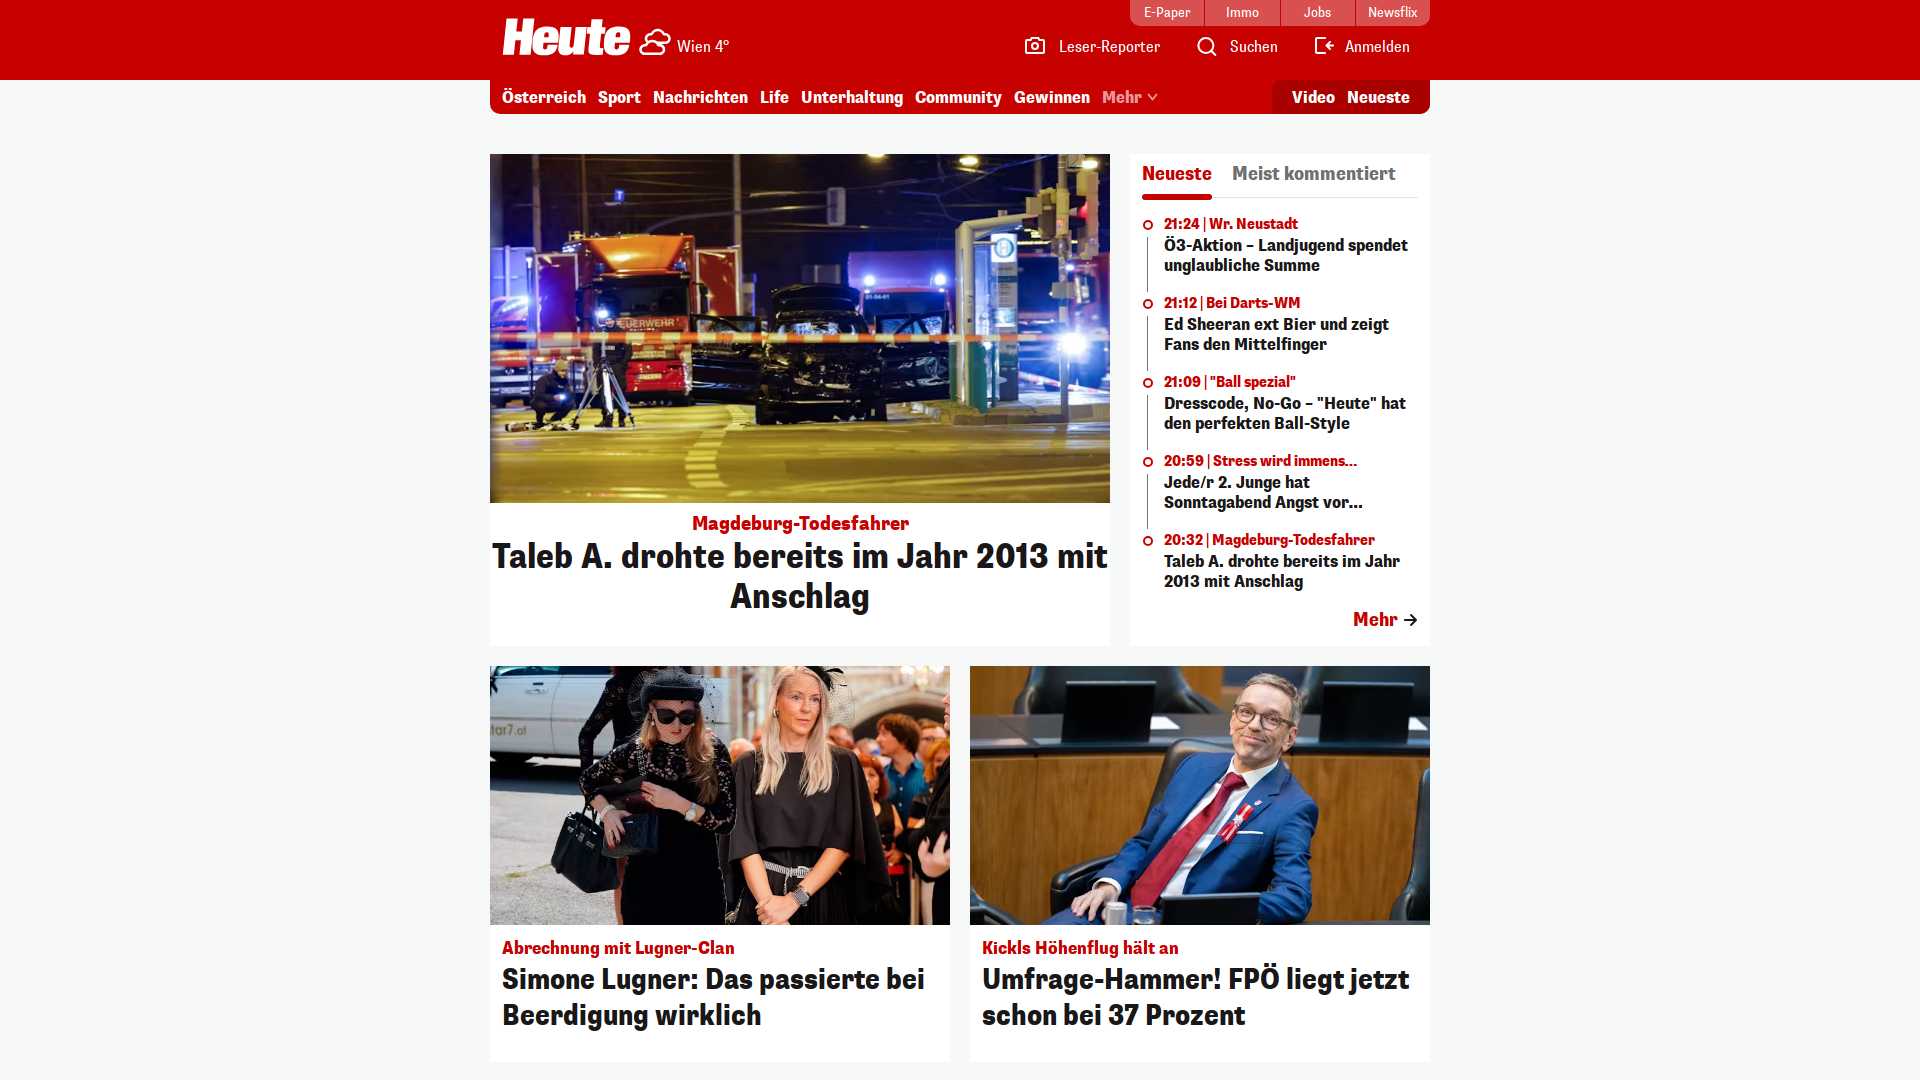 E-Paper
Immo
Jobs
Newsflix
Heute
Wien 4°
Leser-Reporter
Suchen
Anmelden
Österreich
Sport
Nachrichten
Life
Unterhaltung
Community
Gewinnen
Mehr
Video
Neueste
FEUERWEHR
Magdeburg-Todesfahrer
Taleb A. drohte bereits im Jahr 2013 mit
Anschlag
Neueste
Meist kommentiert
21:24 | Wr. Neustadt
Ö3-Aktion – Landjugend spendet
unglaubliche Summe
21:12 | Bei Darts-WM
Ed Sheeran ext Bier und zeigt
Fans den Mittelfinger
21:09 | "Ball spezial"
Dresscode, No-Go – "Heute" hat
den perfekten Ball-Style
20:59 | Stress wird immens...
Jede/r 2. Junge hat
Sonntagabend Angst vor...
20:32 | Magdeburg-Todesfahrer
Taleb A. drohte bereits im Jahr
2013 mit Anschlag
Mehr
tar7.at
Abrechnung mit Lugner-Clan
Simone Lugner: Das passierte bei
Beerdigung wirklich
Kickls Höhenflug hält an
Umfrage-Hammer! FPÖ liegt jetzt
schon bei 37 Prozent